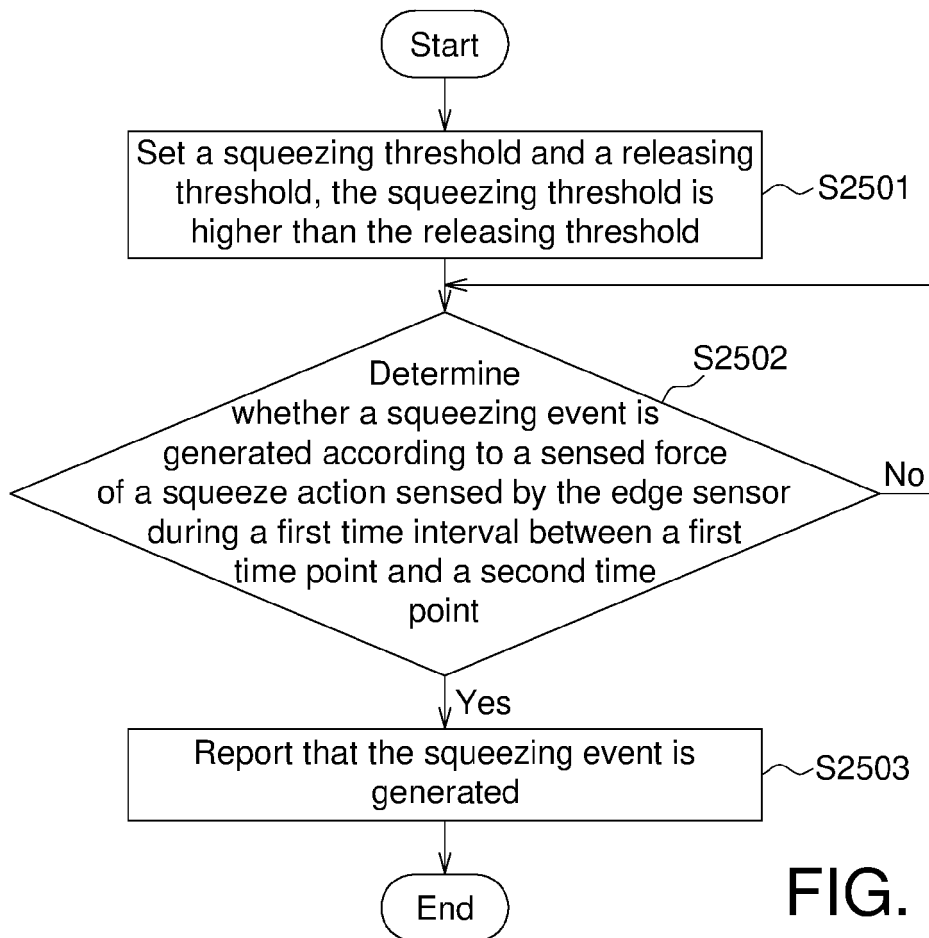 Start
Set a squeezing threshold and a releasing
threshold, the squeezing threshold is
higher than the releasing threshold
S2501
S2502
Determine
whether a squeezing event is
generated according to a sensed force
of a squeeze action sensed by the edge sensor
during a first time interval between a first
time point and a second time
point
No
Yes
Report that the squeezing event is
generated
S2503
End
FIG.